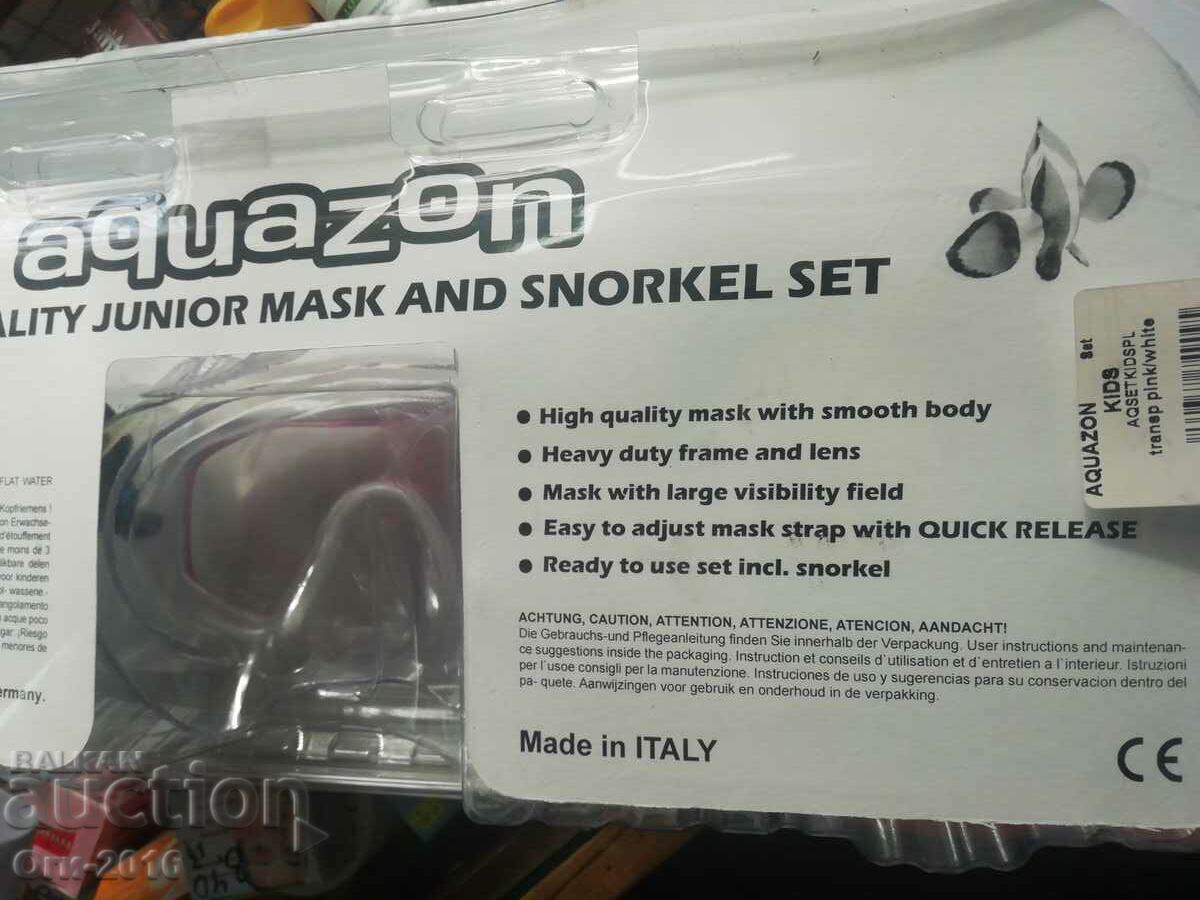 aquazon
JUNIOR MASK AND SNORKEL SET
High quality mask with smooth body
Heavy duty frame and lens
Mask with large visibility field
Easy to adjust mask strap with QUICK RELEASE
Ready to use set incl. snorkel
ACHTUNG, CAUTION, ATTENTION, ATTENZIONE, ATENCION, AANDACHT!
Die Gebrauchs-und Pflegeanleitung finden Sie innerhalb der Verpackung. User instructions and maintenan-
ce suggestions inside the packaging. Instruction et conseils d´utilisation et d´entretien a l´interieur. Istruzioni
per l´usoe consigli per la manutenzione. Instruciones de uso y sugerencias para su conservacion dentro del
pa- quete. Aanwijzingen voor gebruik en onderhoud in de verpakking.
Made in ITALY
CE
AQUAZON Set
KIDS
AQSETKIDSPL
transp pink/white
FLAT WATER
Kopfriemens !
on Erwachse-
d'étouffement
e moins de 3
kbare delen
voor kinderen
wassene.
angolamento
acque poco
gar ¡Riesgo
menores de
ermany.
BALKAN
auction
Оги-2016